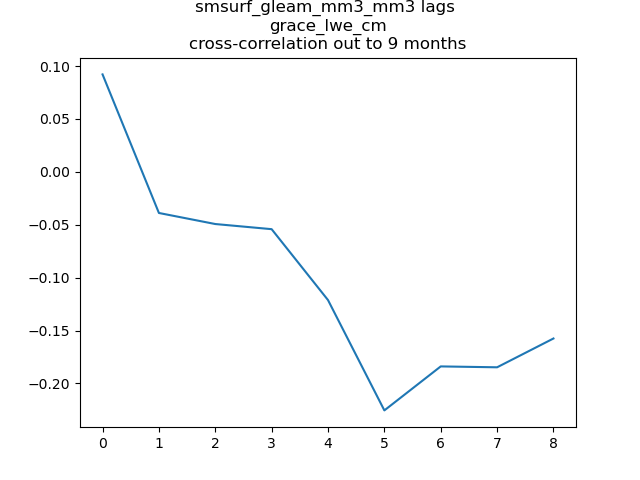 smsurf_gleam_mm3_mm3 lags
grace_lwe_cm
cross-correlation out to 9 months
0.10
0.05
0.00
−0.05
−0.10
−0.15
−0.20
0 1 2 3 4 5 6 7 8